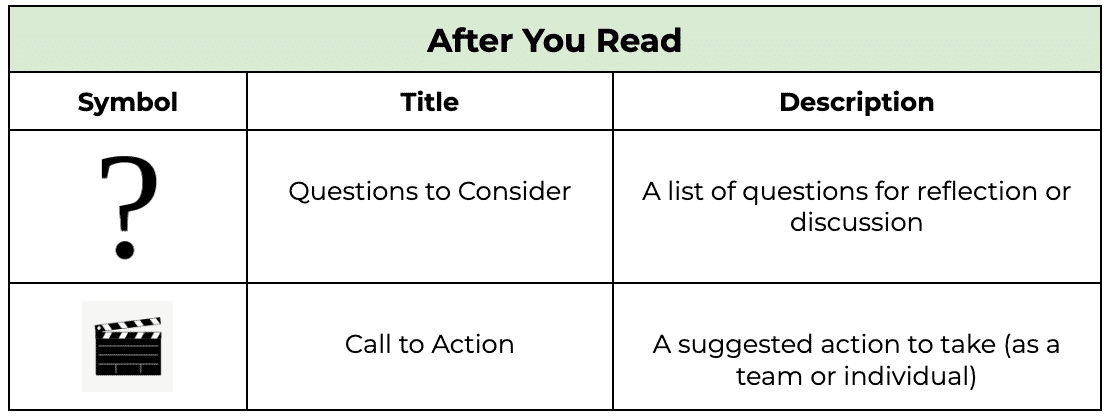 After You Read
Symbol
Title
Description
?
Questions to Consider
A list of questions for reflection or
discussion
Call to Action
A suggested action to take (as a
team or individual)